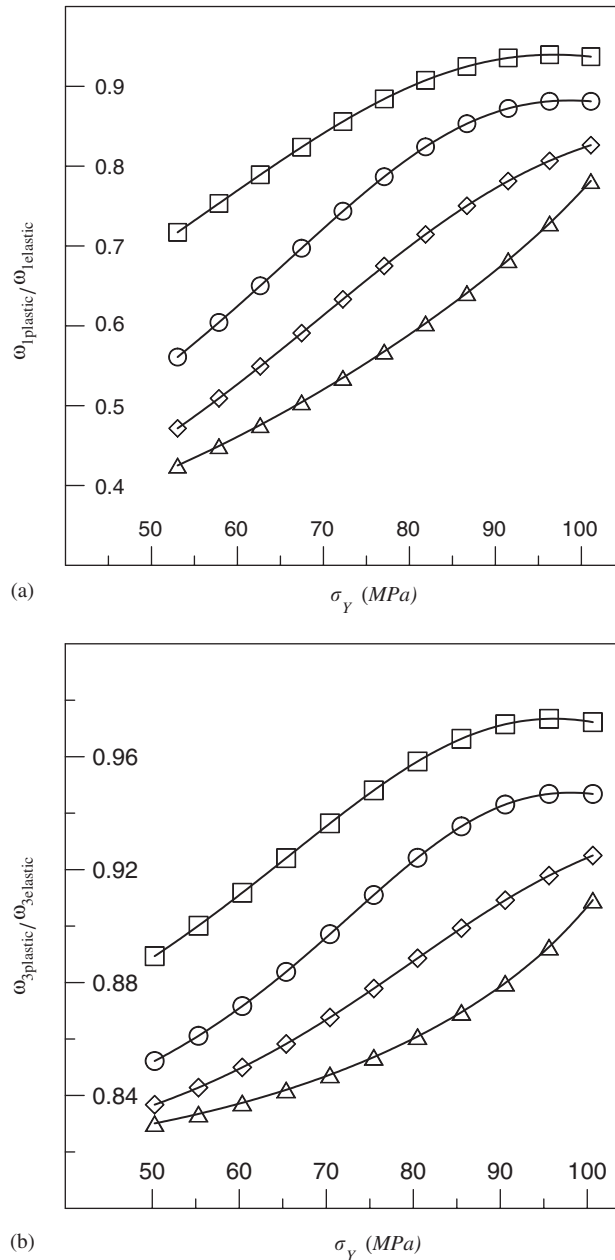 0.9
0.8
0.7
0.6
0.5
0.4
ω1plastic/ω1elastic
50 60 70 80 90 100
(a)
σY (MPa)
0.96
0.92
0.88
0.84
ω3plastic/ω3elastic
50 60 70 80 90 100
(b)
σY (MPa)